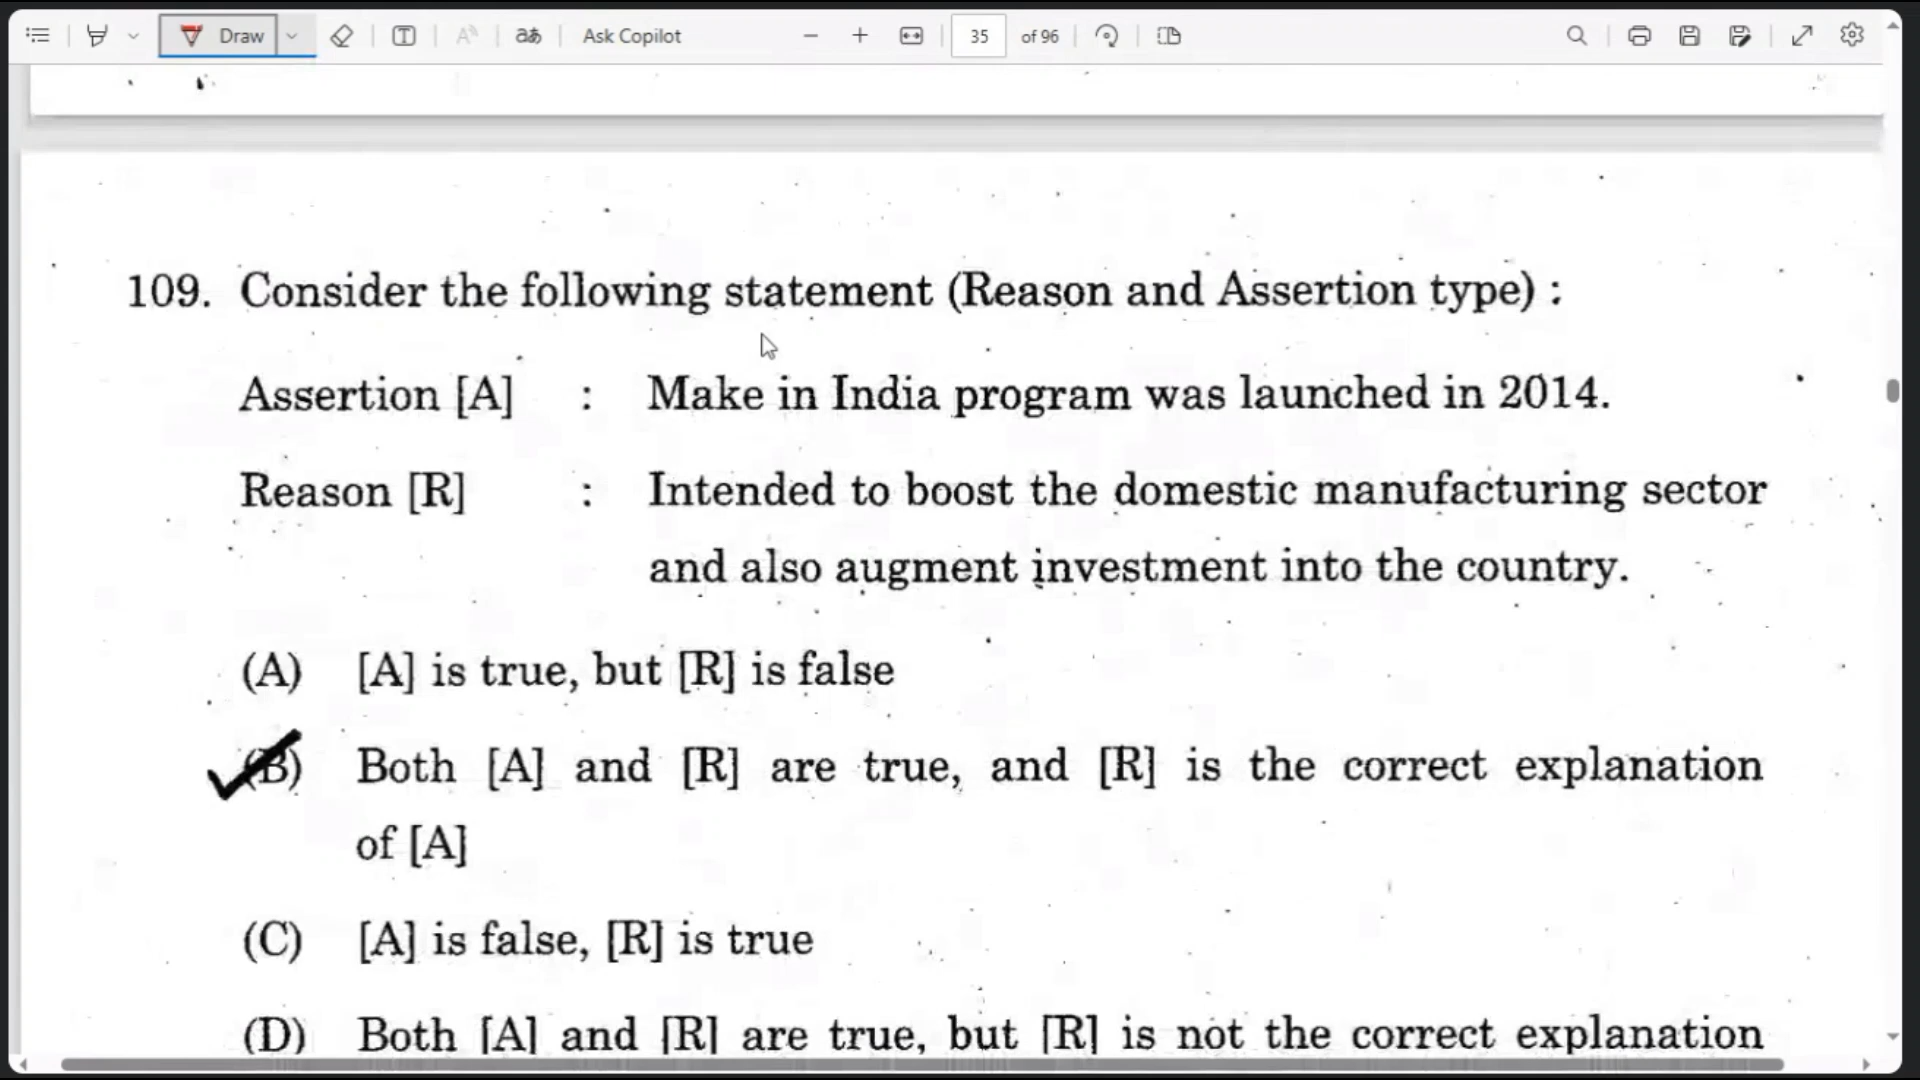 Draw
aあ
Ask Copilot
35
of 96
109. Consider the following statement (Reason and Assertion type) :
Assertion [A] : Make in India program was launched in 2014.
Reason [R] : Intended to boost the domestic manufacturing sector
and also augment investment into the country.
(A) [A] is true, but [R] is false
(B) Both [A] and [R] are true, and [R] is the correct explanation
of [A]
(C) [A] is false, [R] is true
(D) Both [A] and [R] are true, but [R] is not the correct explanation